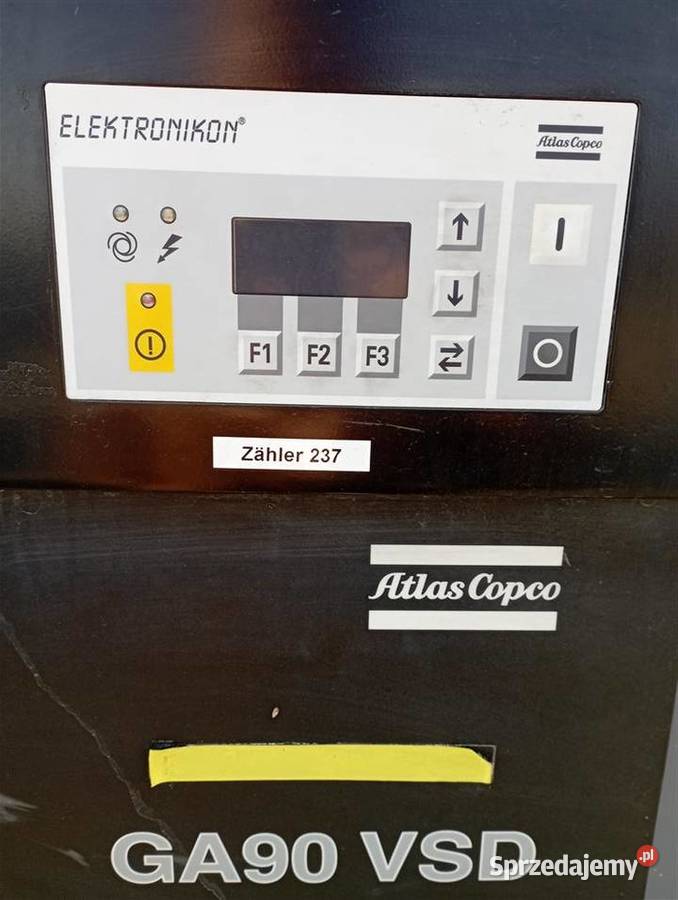 ELEKTRONIKON®
Atlas Copco
F1 F2 F3
Zähler 237
Atlas Copco
GA90 VSD
Sprzedajemy.pl